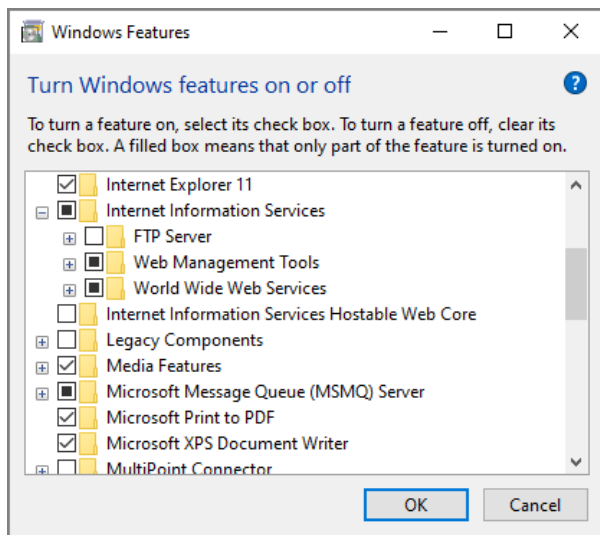 Windows Features
Turn Windows features on or off
?
To turn a feature on, select its check box. To turn a feature off, clear its
check box. A filled box means that only part of the feature is turned on.
Internet Explorer 11
Internet Information Services
FTP Server
Web Management Tools
World Wide Web Services
Internet Information Services Hostable Web Core
Legacy Components
Media Features
Microsoft Message Queue (MSMQ) Server
Microsoft Print to PDF
Microsoft XPS Document Writer
MultiPoint Connector
OK
Cancel